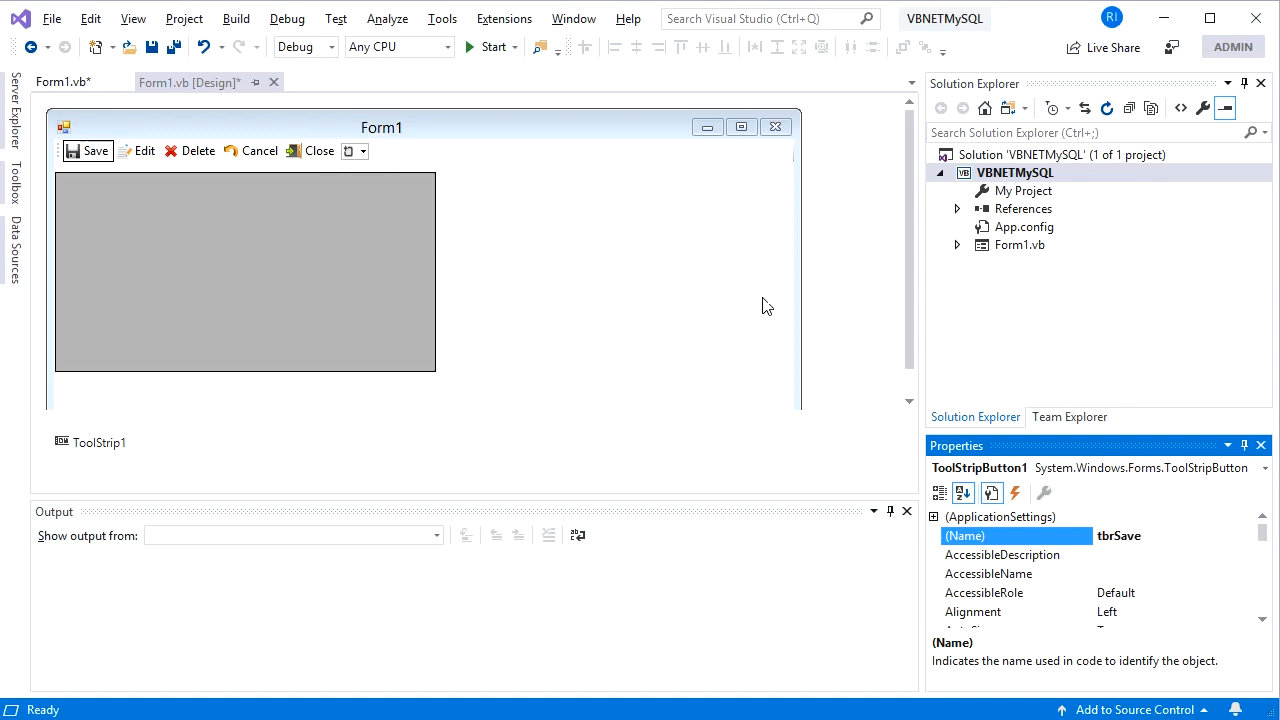 File Edit View Project Build Debug Test Analyze Tools Extensions Window Help Search Visual Studio (Ctrl+Q) VBNETMySQL RI
Debug Any CPU Start Live Share ADMIN
Server Explorer
Toolbox
Data Sources
Form1.vb* Form1.vb [Design]*
Form1
Save Edit Delete Cancel Close
ToolStrip1
Output
Show output from:
Solution Explorer
Search Solution Explorer (Ctrl+;)
Solution 'VBNETMySQL' (1 of 1 project)
VB VBNETMySQL
My Project
References
App.config
Form1.vb
Solution Explorer Team Explorer
Properties
ToolStripButton1 System.Windows.Forms.ToolStripButton
(ApplicationSettings)
(Name) tbrSave
AccessibleDescription
AccessibleName
AccessibleRole Default
Alignment Left
(Name)
Indicates the name used in code to identify the object.
Ready Add to Source Control